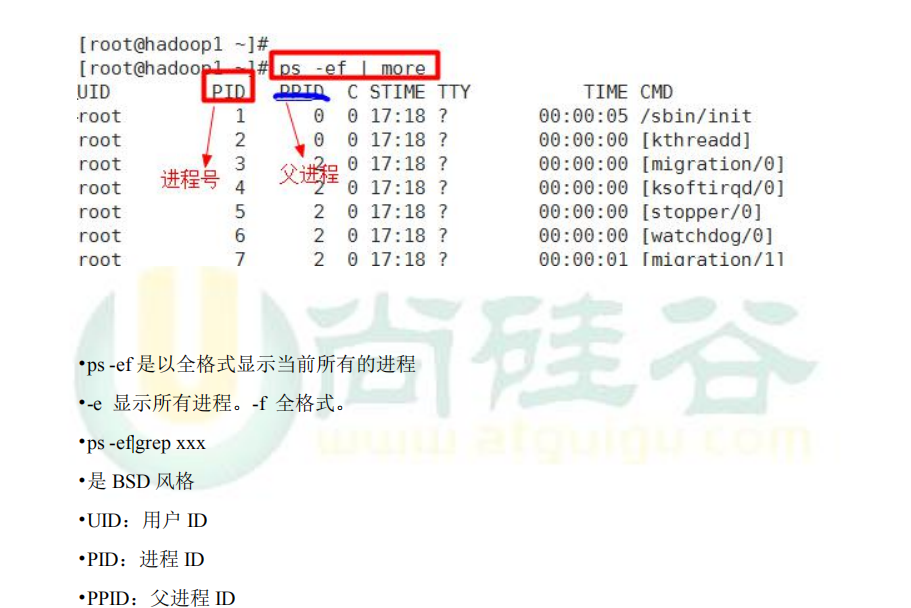 [root@hadoop1 ~]#
[root@hadoop1 ~]# ps -ef | more
UID PID PPID C STIME TTY TIME CMD
root 1 0 0 17:18 ? 00:00:05 /sbin/init
root 2 0 0 17:18 ? 00:00:00 [kthreadd]
root 3 2 0 17:18 ? 00:00:00 [migration/0]
root 4 2 0 17:18 ? 00:00:00 [ksoftirqd/0]
进程号 父进程
root 5 2 0 17:18 ? 00:00:00 [stopper/0]
root 6 2 0 17:18 ? 00:00:00 [watchdog/0]
root 7 2 0 17:18 ? 00:00:01 [migration/1]
尚硅谷
www.atguigu.com
•ps -ef 是以全格式显示当前所有的进程
•-e 显示所有进程。-f 全格式。
•ps -ef|grep xxx
•是 BSD 风格
•UID：用户 ID
•PID：进程 ID
•PPID：父进程 ID